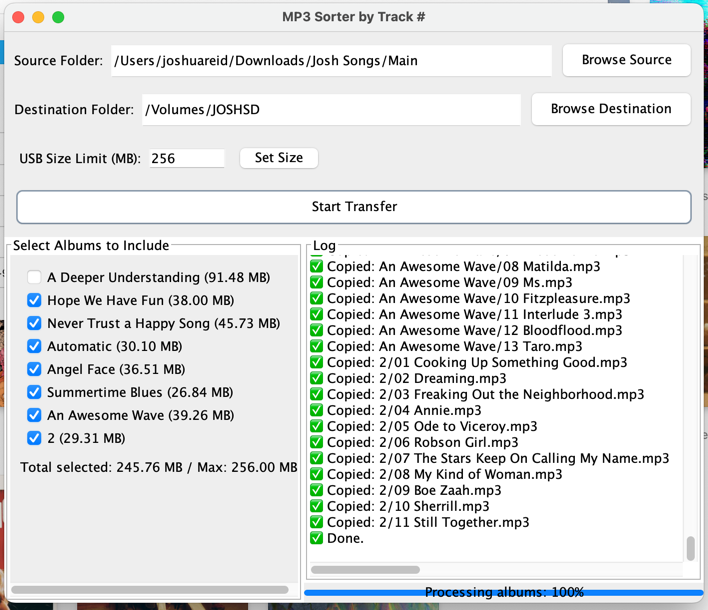 MP3 Sorter by Track #
Source Folder: /Users/joshuareid/Downloads/Josh Songs/Main Browse Source
Destination Folder: /Volumes/JOSHSD Browse Destination
USB Size Limit (MB): 256 Set Size
Start Transfer
Select Albums to Include
A Deeper Understanding (91.48 MB)
Hope We Have Fun (38.00 MB)
Never Trust a Happy Song (45.73 MB)
Automatic (30.10 MB)
Angel Face (36.51 MB)
Summertime Blues (26.84 MB)
An Awesome Wave (39.26 MB)
2 (29.31 MB)
Total selected: 245.76 MB / Max: 256.00 MB
Log
Copied: An Awesome Wave/08 Matilda.mp3
Copied: An Awesome Wave/09 Ms.mp3
Copied: An Awesome Wave/10 Fitzpleasure.mp3
Copied: An Awesome Wave/11 Interlude 3.mp3
Copied: An Awesome Wave/12 Bloodflood.mp3
Copied: An Awesome Wave/13 Taro.mp3
Copied: 2/01 Cooking Up Something Good.mp3
Copied: 2/02 Dreaming.mp3
Copied: 2/03 Freaking Out the Neighborhood.mp3
Copied: 2/04 Annie.mp3
Copied: 2/05 Ode to Viceroy.mp3
Copied: 2/06 Robson Girl.mp3
Copied: 2/07 The Stars Keep On Calling My Name.mp3
Copied: 2/08 My Kind of Woman.mp3
Copied: 2/09 Boe Zaah.mp3
Copied: 2/10 Sherrill.mp3
Copied: 2/11 Still Together.mp3
Done.
Processing albums: 100%